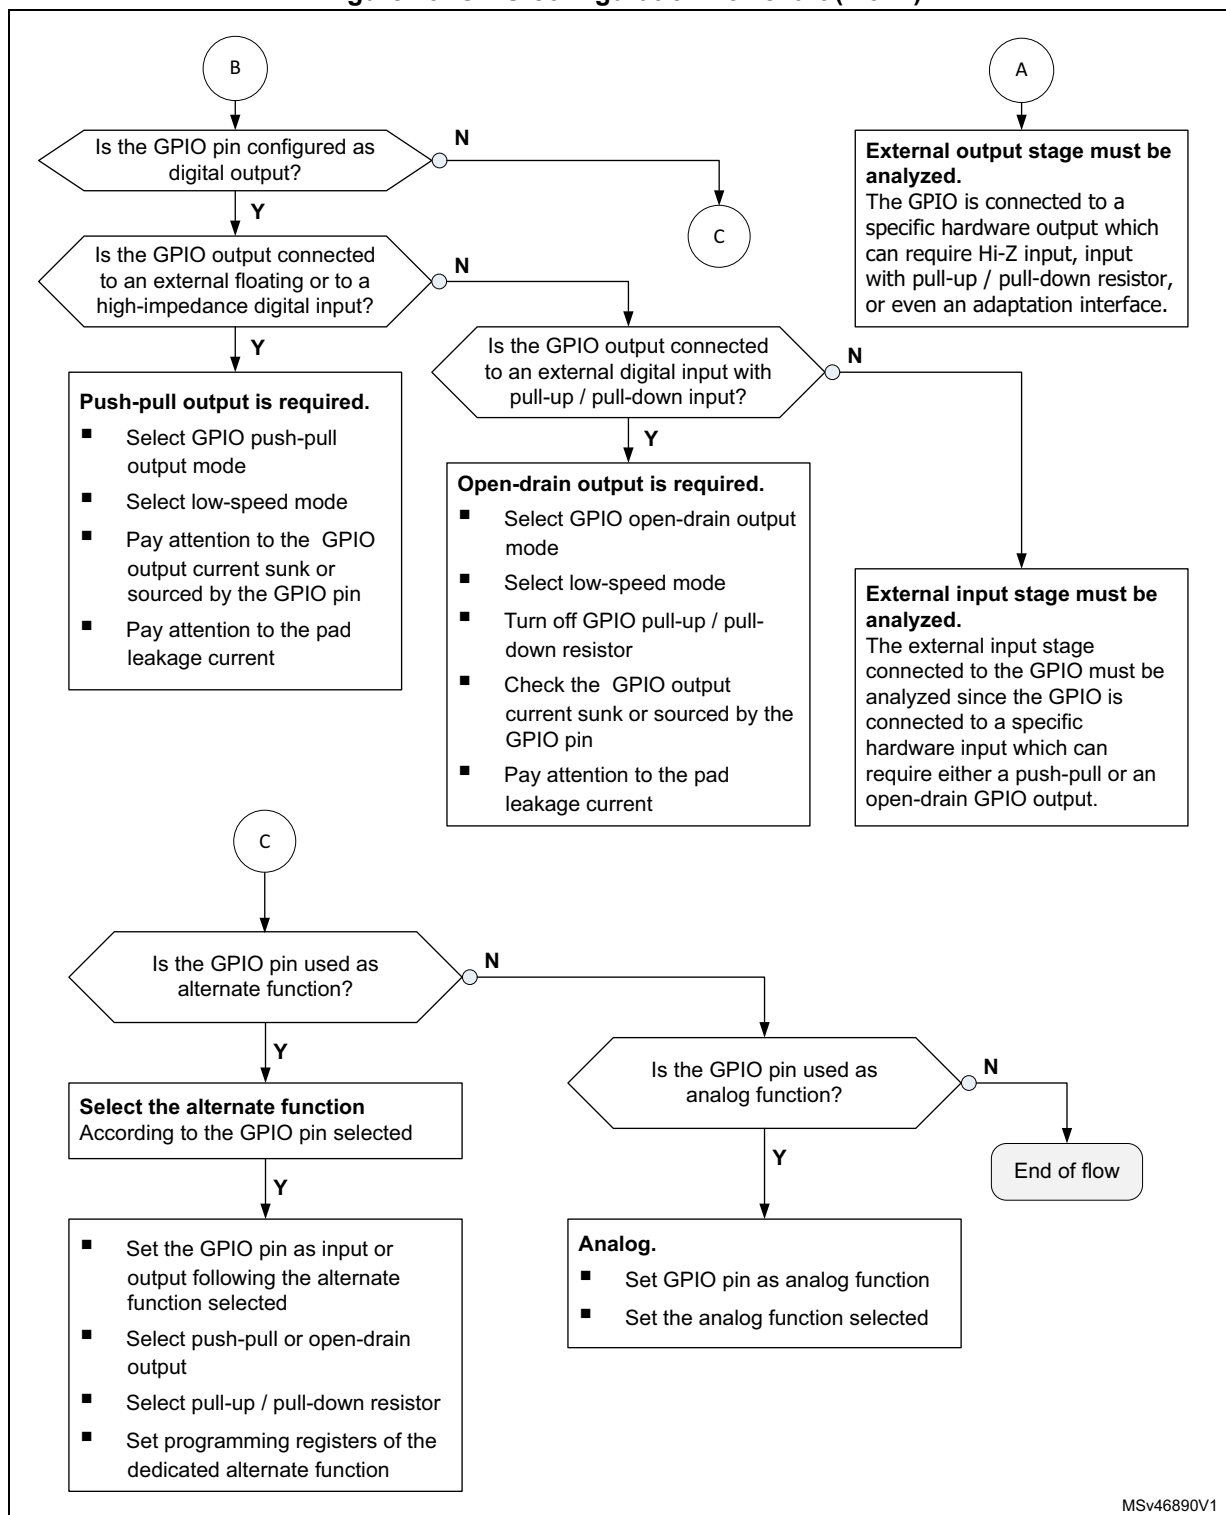 B
Is the GPIO pin configured as
digital output?
N
Y
C
Is the GPIO output connected
to an external floating or to a
high-impedance digital input?
N
Y
Push-pull output is required.
■ Select GPIO push-pull
output mode
■ Select low-speed mode
■ Pay attention to the GPIO
output current sunk or
sourced by the GPIO pin
■ Pay attention to the pad
leakage current
Is the GPIO output connected
to an external digital input with
pull-up / pull-down input?
N
Y
Open-drain output is required.
■ Select GPIO open-drain output
mode
■ Select low-speed mode
■ Turn off GPIO pull-up / pull-
down resistor
■ Check the GPIO output
current sunk or sourced by the
GPIO pin
■ Pay attention to the pad
leakage current
A
External output stage must be
analyzed.
The GPIO is connected to a
specific hardware output which
can require Hi-Z input, input
with pull-up / pull-down resistor,
or even an adaptation interface.
External input stage must be
analyzed.
The external input stage
connected to the GPIO must be
analyzed since the GPIO is
connected to a specific
hardware input which can
require either a push-pull or an
open-drain GPIO output.
C
Is the GPIO pin used as
alternate function?
N
Y
Select the alternate function
According to the GPIO pin selected
Y
■ Set the GPIO pin as input or
output following the alternate
function selected
■ Select push-pull or open-drain
output
■ Select pull-up / pull-down resistor
■ Set programming registers of the
dedicated alternate function
Is the GPIO pin used as
analog function?
N
Y
End of flow
Analog.
■ Set GPIO pin as analog function
■ Set the analog function selected
MSv46890V1